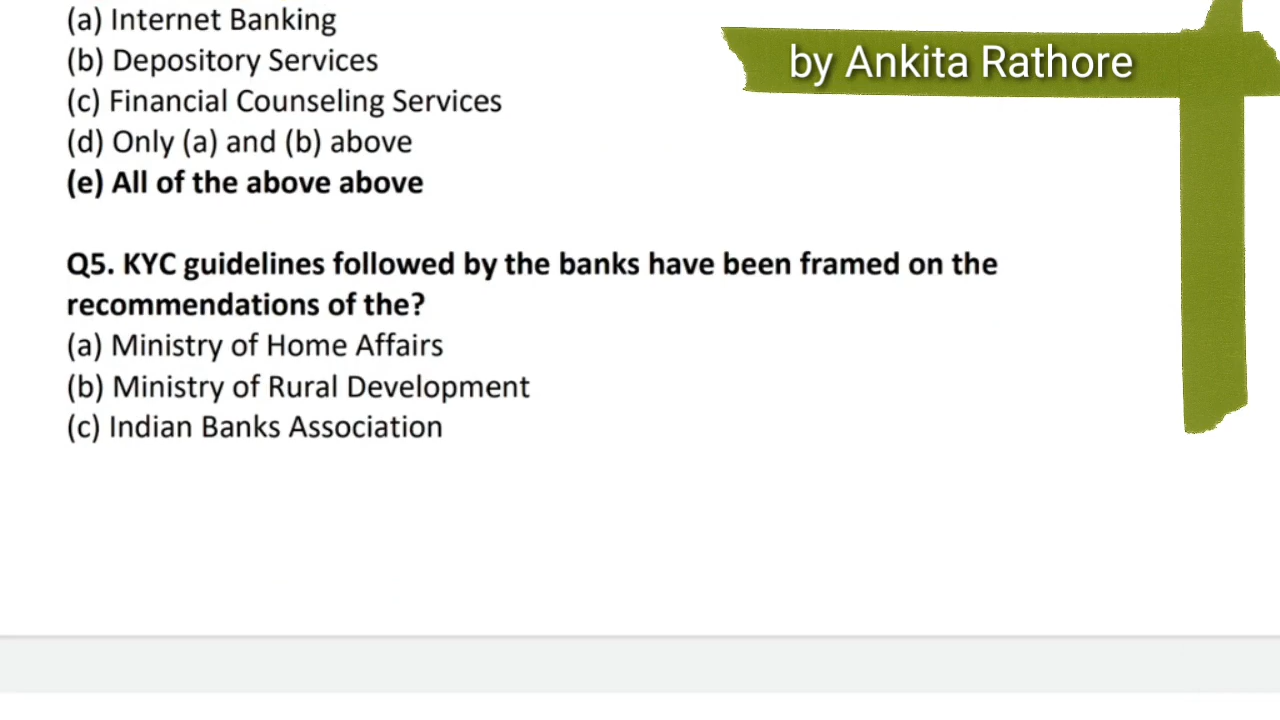 (a) Internet Banking
by Ankita Rathore
(b) Depository Services
(c) Financial Counseling Services
(d) Only (a) and (b) above
(e) All of the above above
Q5. KYC guidelines followed by the banks have been framed on the
recommendations of the?
(a) Ministry of Home Affairs
(b) Ministry of Rural Development
(c) Indian Banks Association